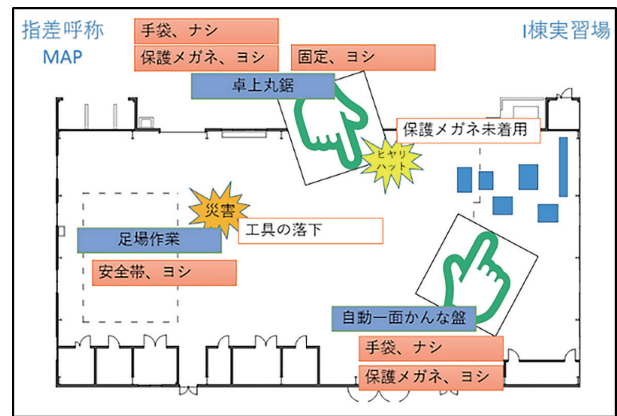 指差呼称
MAP
I棟実習場
手袋、ナシ
保護メガネ、ヨシ
固定、ヨシ
卓上丸鋸
保護メガネ未着用
ヒヤリ
ハット
災害
工具の落下
足場作業
安全帯、ヨシ
自動一面かんな盤
手袋、ナシ
保護メガネ、ヨシ